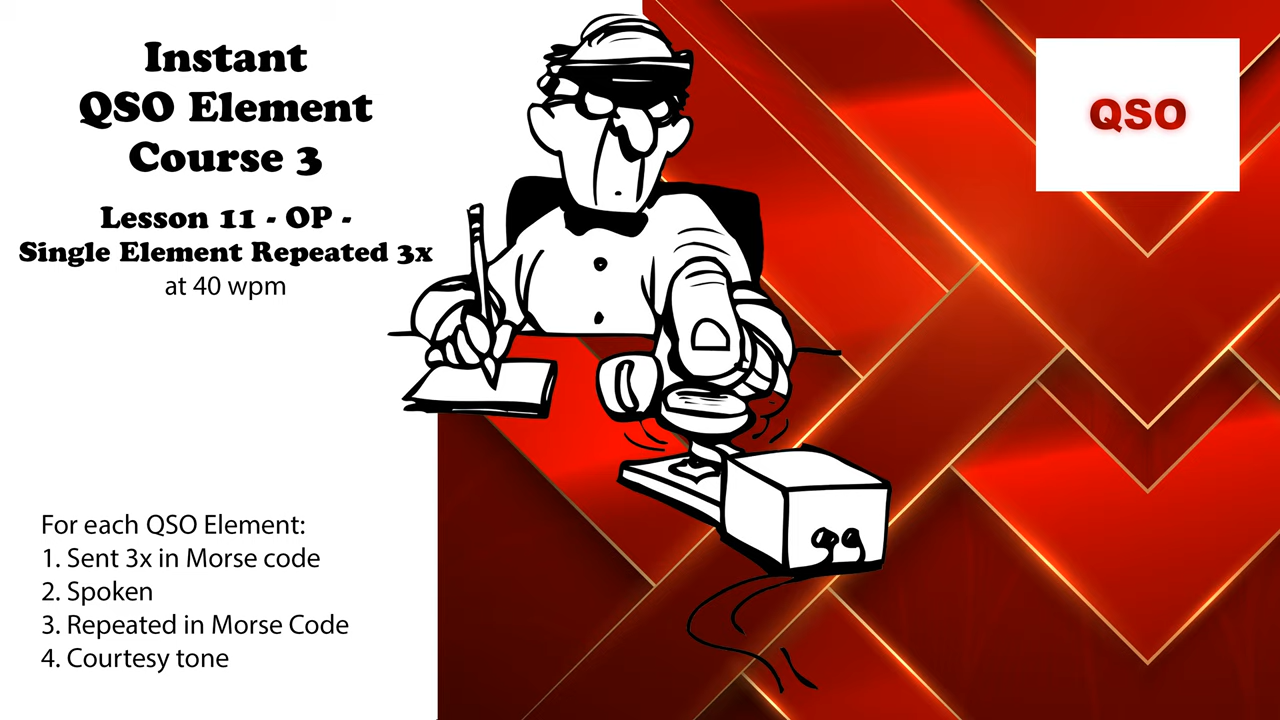 Instant
QSO Element
Course 3
Lesson 11 - OP -
Single Element Repeated 3x
at 40 wpm
QSO
For each QSO Element:
1. Sent 3x in Morse code
2. Spoken
3. Repeated in Morse Code
4. Courtesy tone